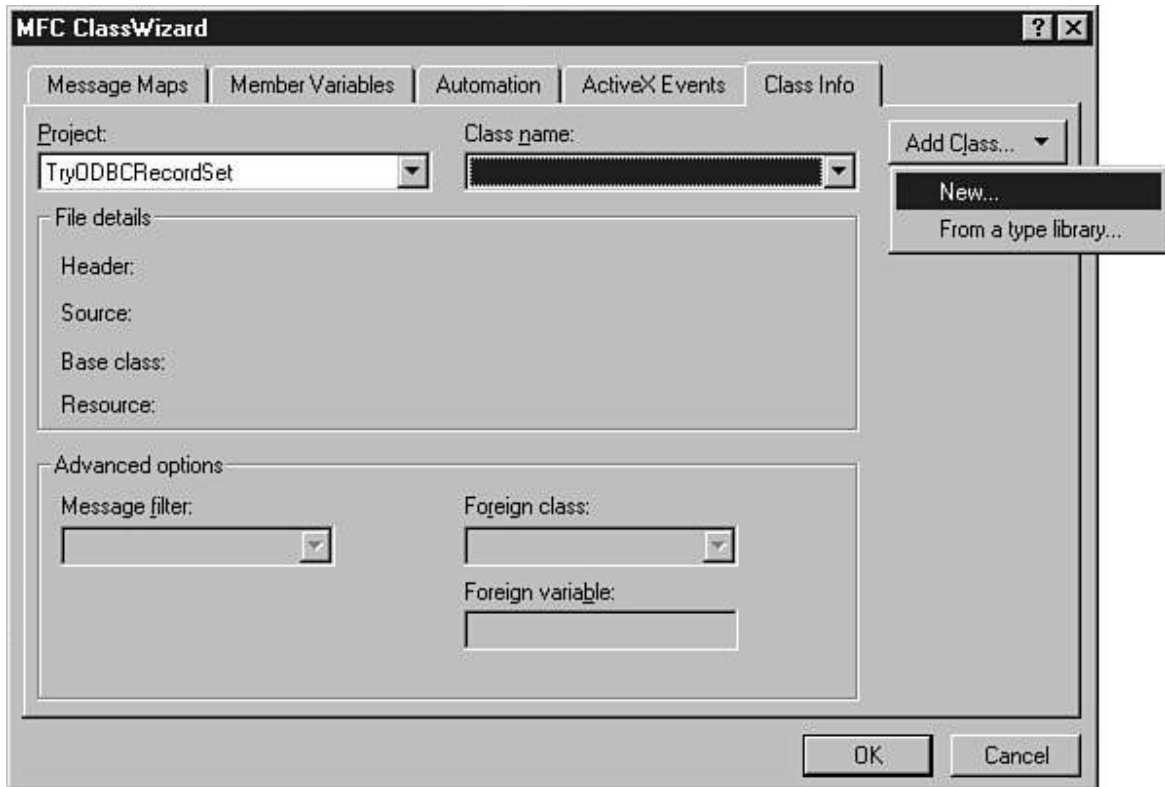 MFC ClassWizard
Message Maps Member Variables Automation ActiveX Events Class Info
Project: Class name: Add Class...
TryODBCRecordSet
New...
From a type library...
File details
Header:
Source:
Base class:
Resource:
Advanced options
Message filter: Foreign class:
Foreign variable:
OK Cancel